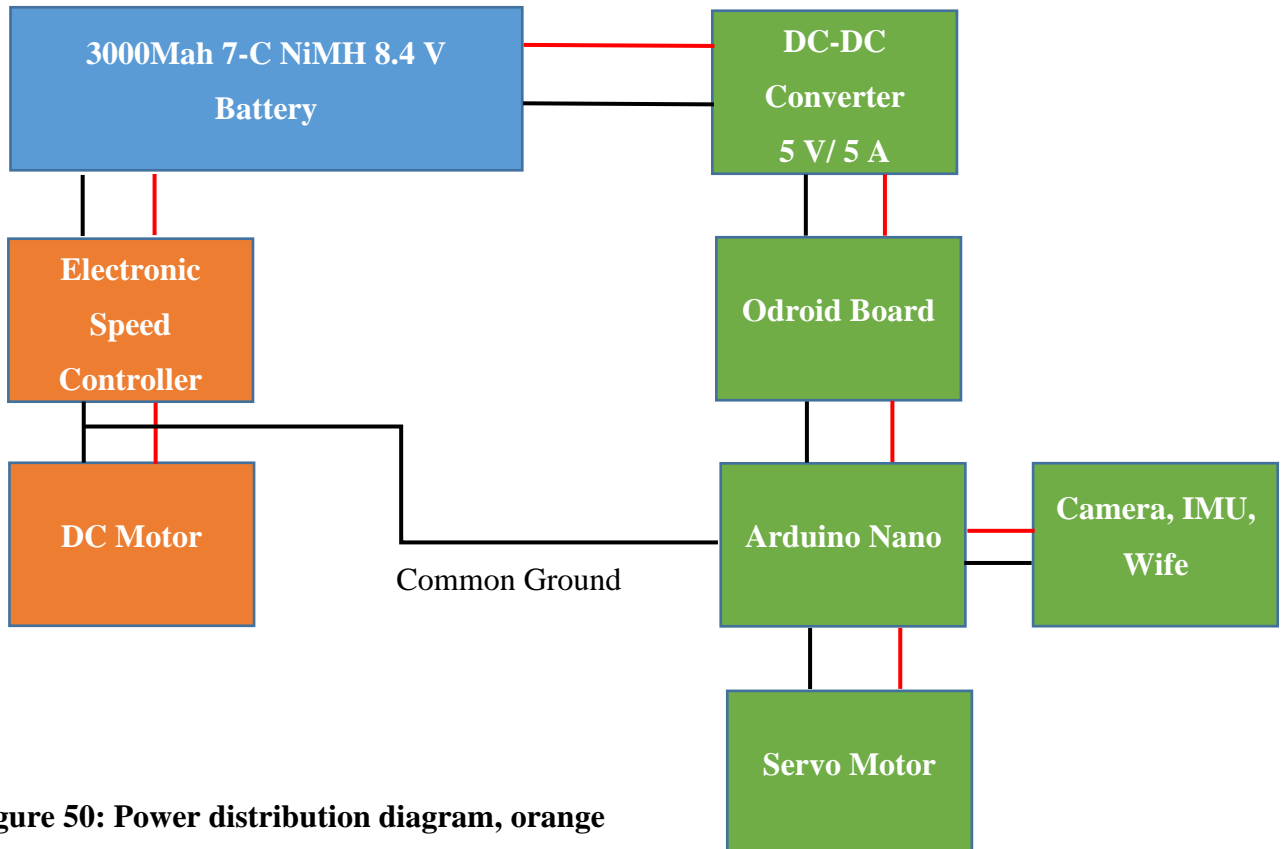 3000Mah 7-C NiMH 8.4 V
Battery
DC-DC
Converter
5 V/ 5 A
Electronic
Speed
Controller
Odroid Board
DC Motor
Common Ground
Arduino Nano
Camera, IMU,
Wife
Servo Motor
gure 50: Power distribution diagram, orange